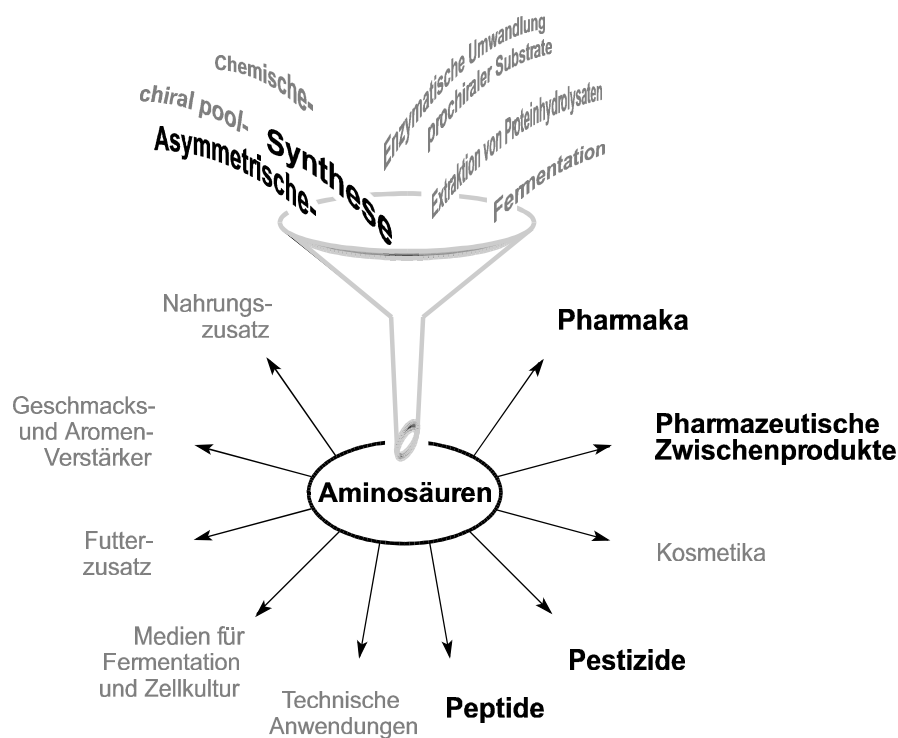 Chemische-
chiral pool-
Asymmetrische-
Synthese
Enzymatische Umwandlung
prochiraler Substrate
Extraktion von Proteinhydrolysaten
Fermentation
Nahrungs-
zusatz
Geschmacks-
und Aromen-
Verstärker
Futter-
zusatz
Medien für
Fermentation
und Zellkultur
Technische
Anwendungen
Peptide
Pestizide
Kosmetika
Pharmazeutische
Zwischenprodukte
Pharmaka
Aminosäuren